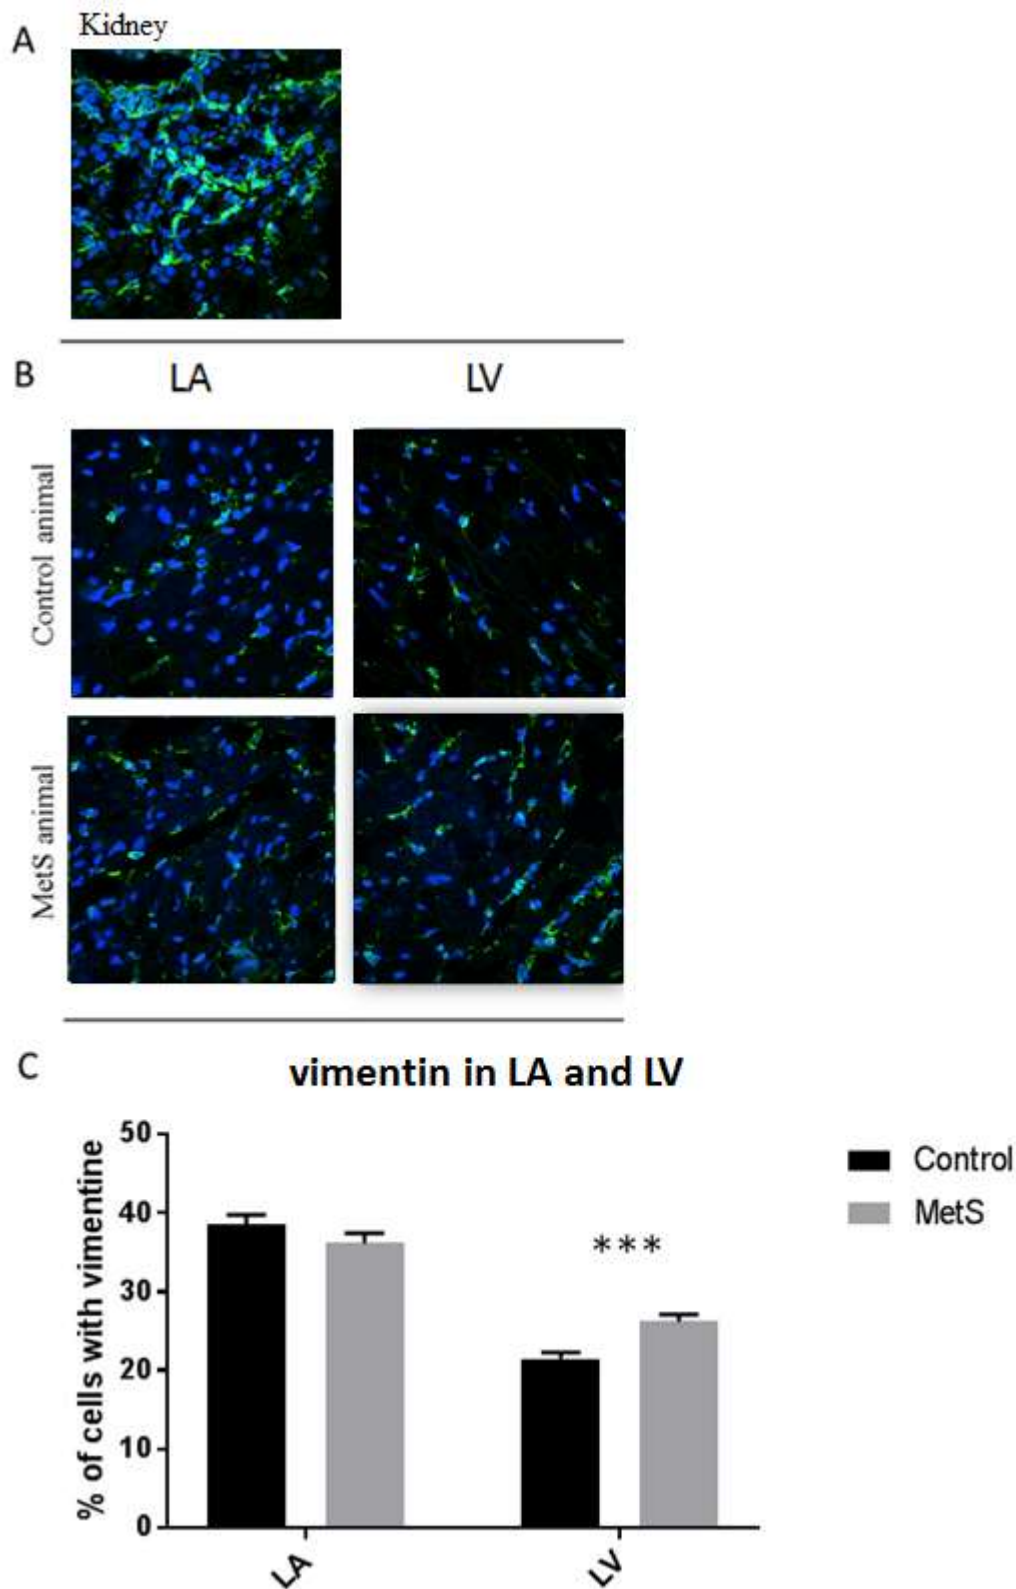 A
Kidney
B
LA
LV
Control animal
MetS animal
C
vimentin in LA and LV
% of cells with vimentine
50
40
30
20
10
0
***
Control
MetS
LA
LV